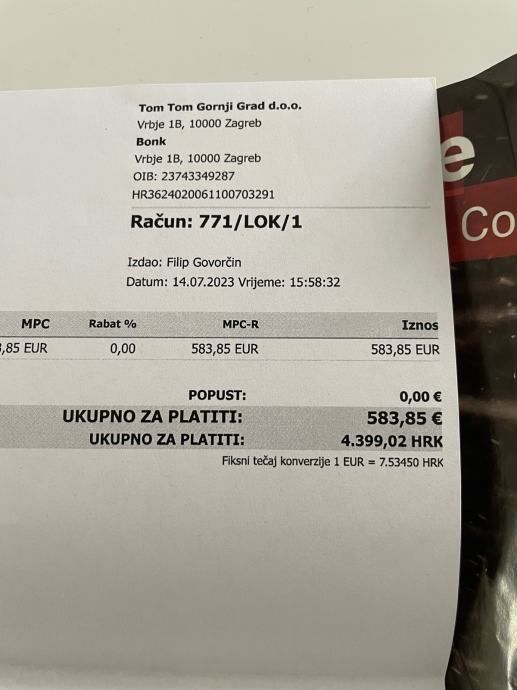 Tom Tom Gornji Grad d.o.o.
Vrbje 1B, 10000 Zagreb
Bonk
Vrbje 1B, 10000 Zagreb
OIB: 23743349287
HR3624020061100703291
Račun: 771/LOK/1
Izdao: Filip Govorčin
Datum: 14.07.2023 Vrijeme: 15:58:32
MPC Rabat % MPC-R Iznos
,85 EUR 0,00 583,85 EUR 583,85 EUR
POPUST: 0,00 €
UKUPNO ZA PLATITI: 583,85 €
UKUPNO ZA PLATITI: 4.399,02 HRK
Fiksni tečaj konverzije 1 EUR = 7.53450 HRK
e
Co